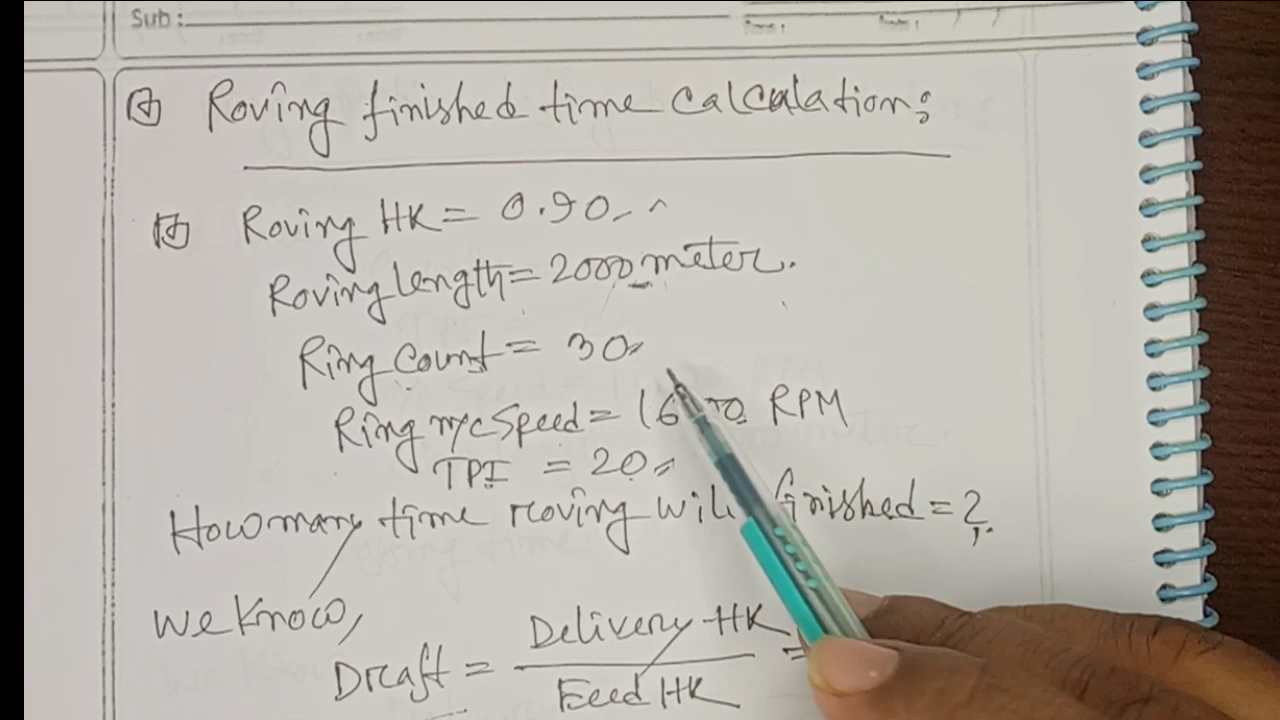 Sub:
Roving finished time calculation:
Roving HK = 0.90
Roving length = 2000 meter.
Ring Count = 30
Ring m/c Speed = RPM
TPI = 20
How many time roving will finished = ?
We know,
Draft = Delivery HK / Feed HK =